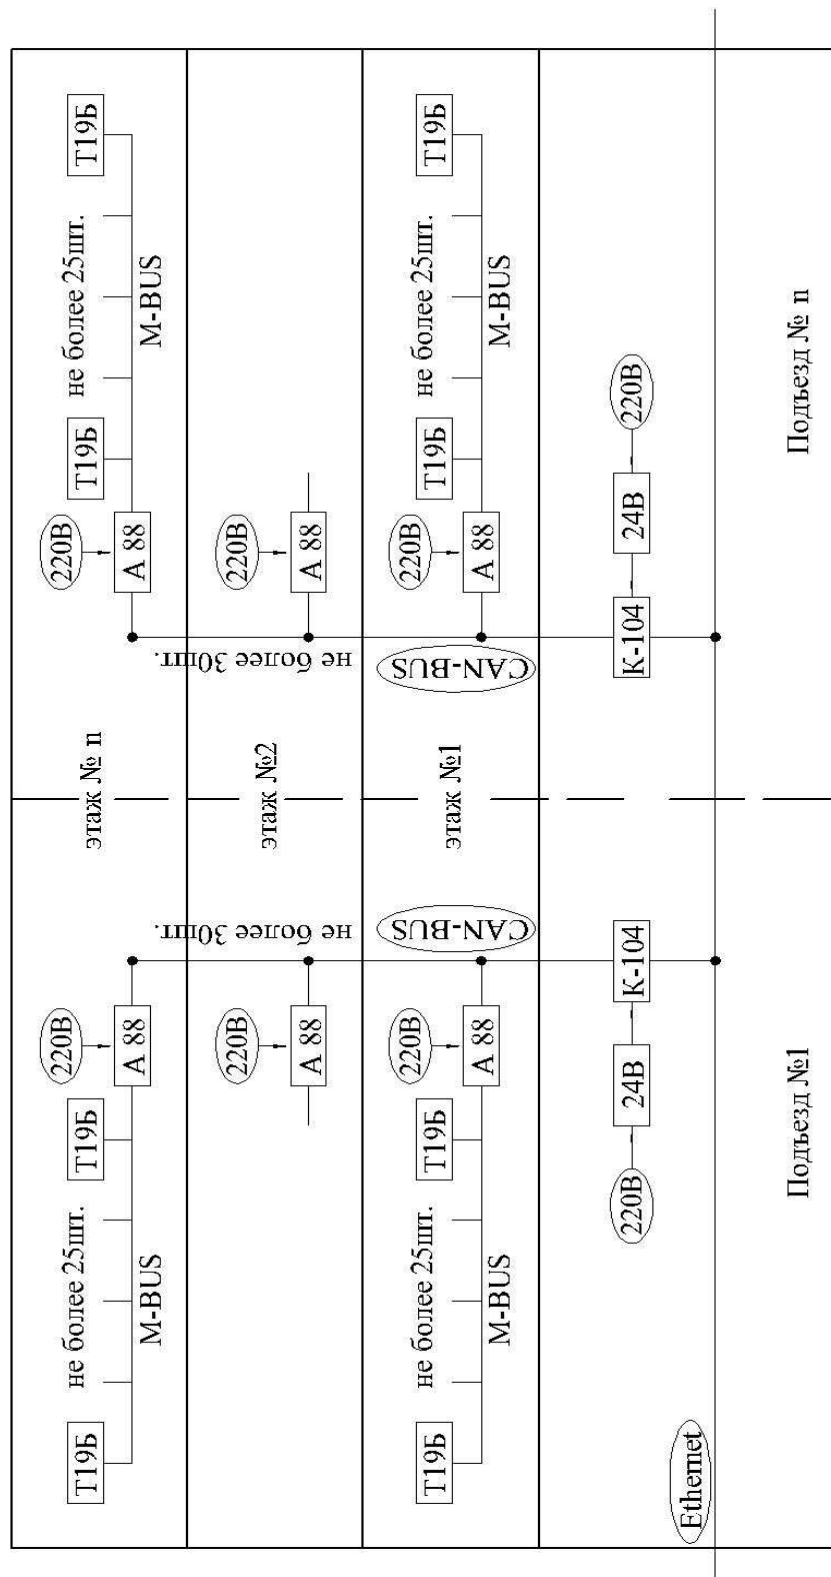 220В
220В
Т19Б
не более 25шт.
Т19Б
этаж № n
Т19Б
не более 25шт.
Т19Б
А 88
А 88
M-BUS
M-BUS
не более 30шт.
не более 30шт.
220В
этаж №2
220В
А 88
А 88
220В
220В
Т19Б
не более 25шт.
Т19Б
этаж №1
Т19Б
не более 25шт.
Т19Б
А 88
А 88
M-BUS
M-BUS
CAN-BUS
CAN-BUS
220В
24В
К-104
К-104
24В
220В
Ethernet
Подъезд №1
Подъезд № n